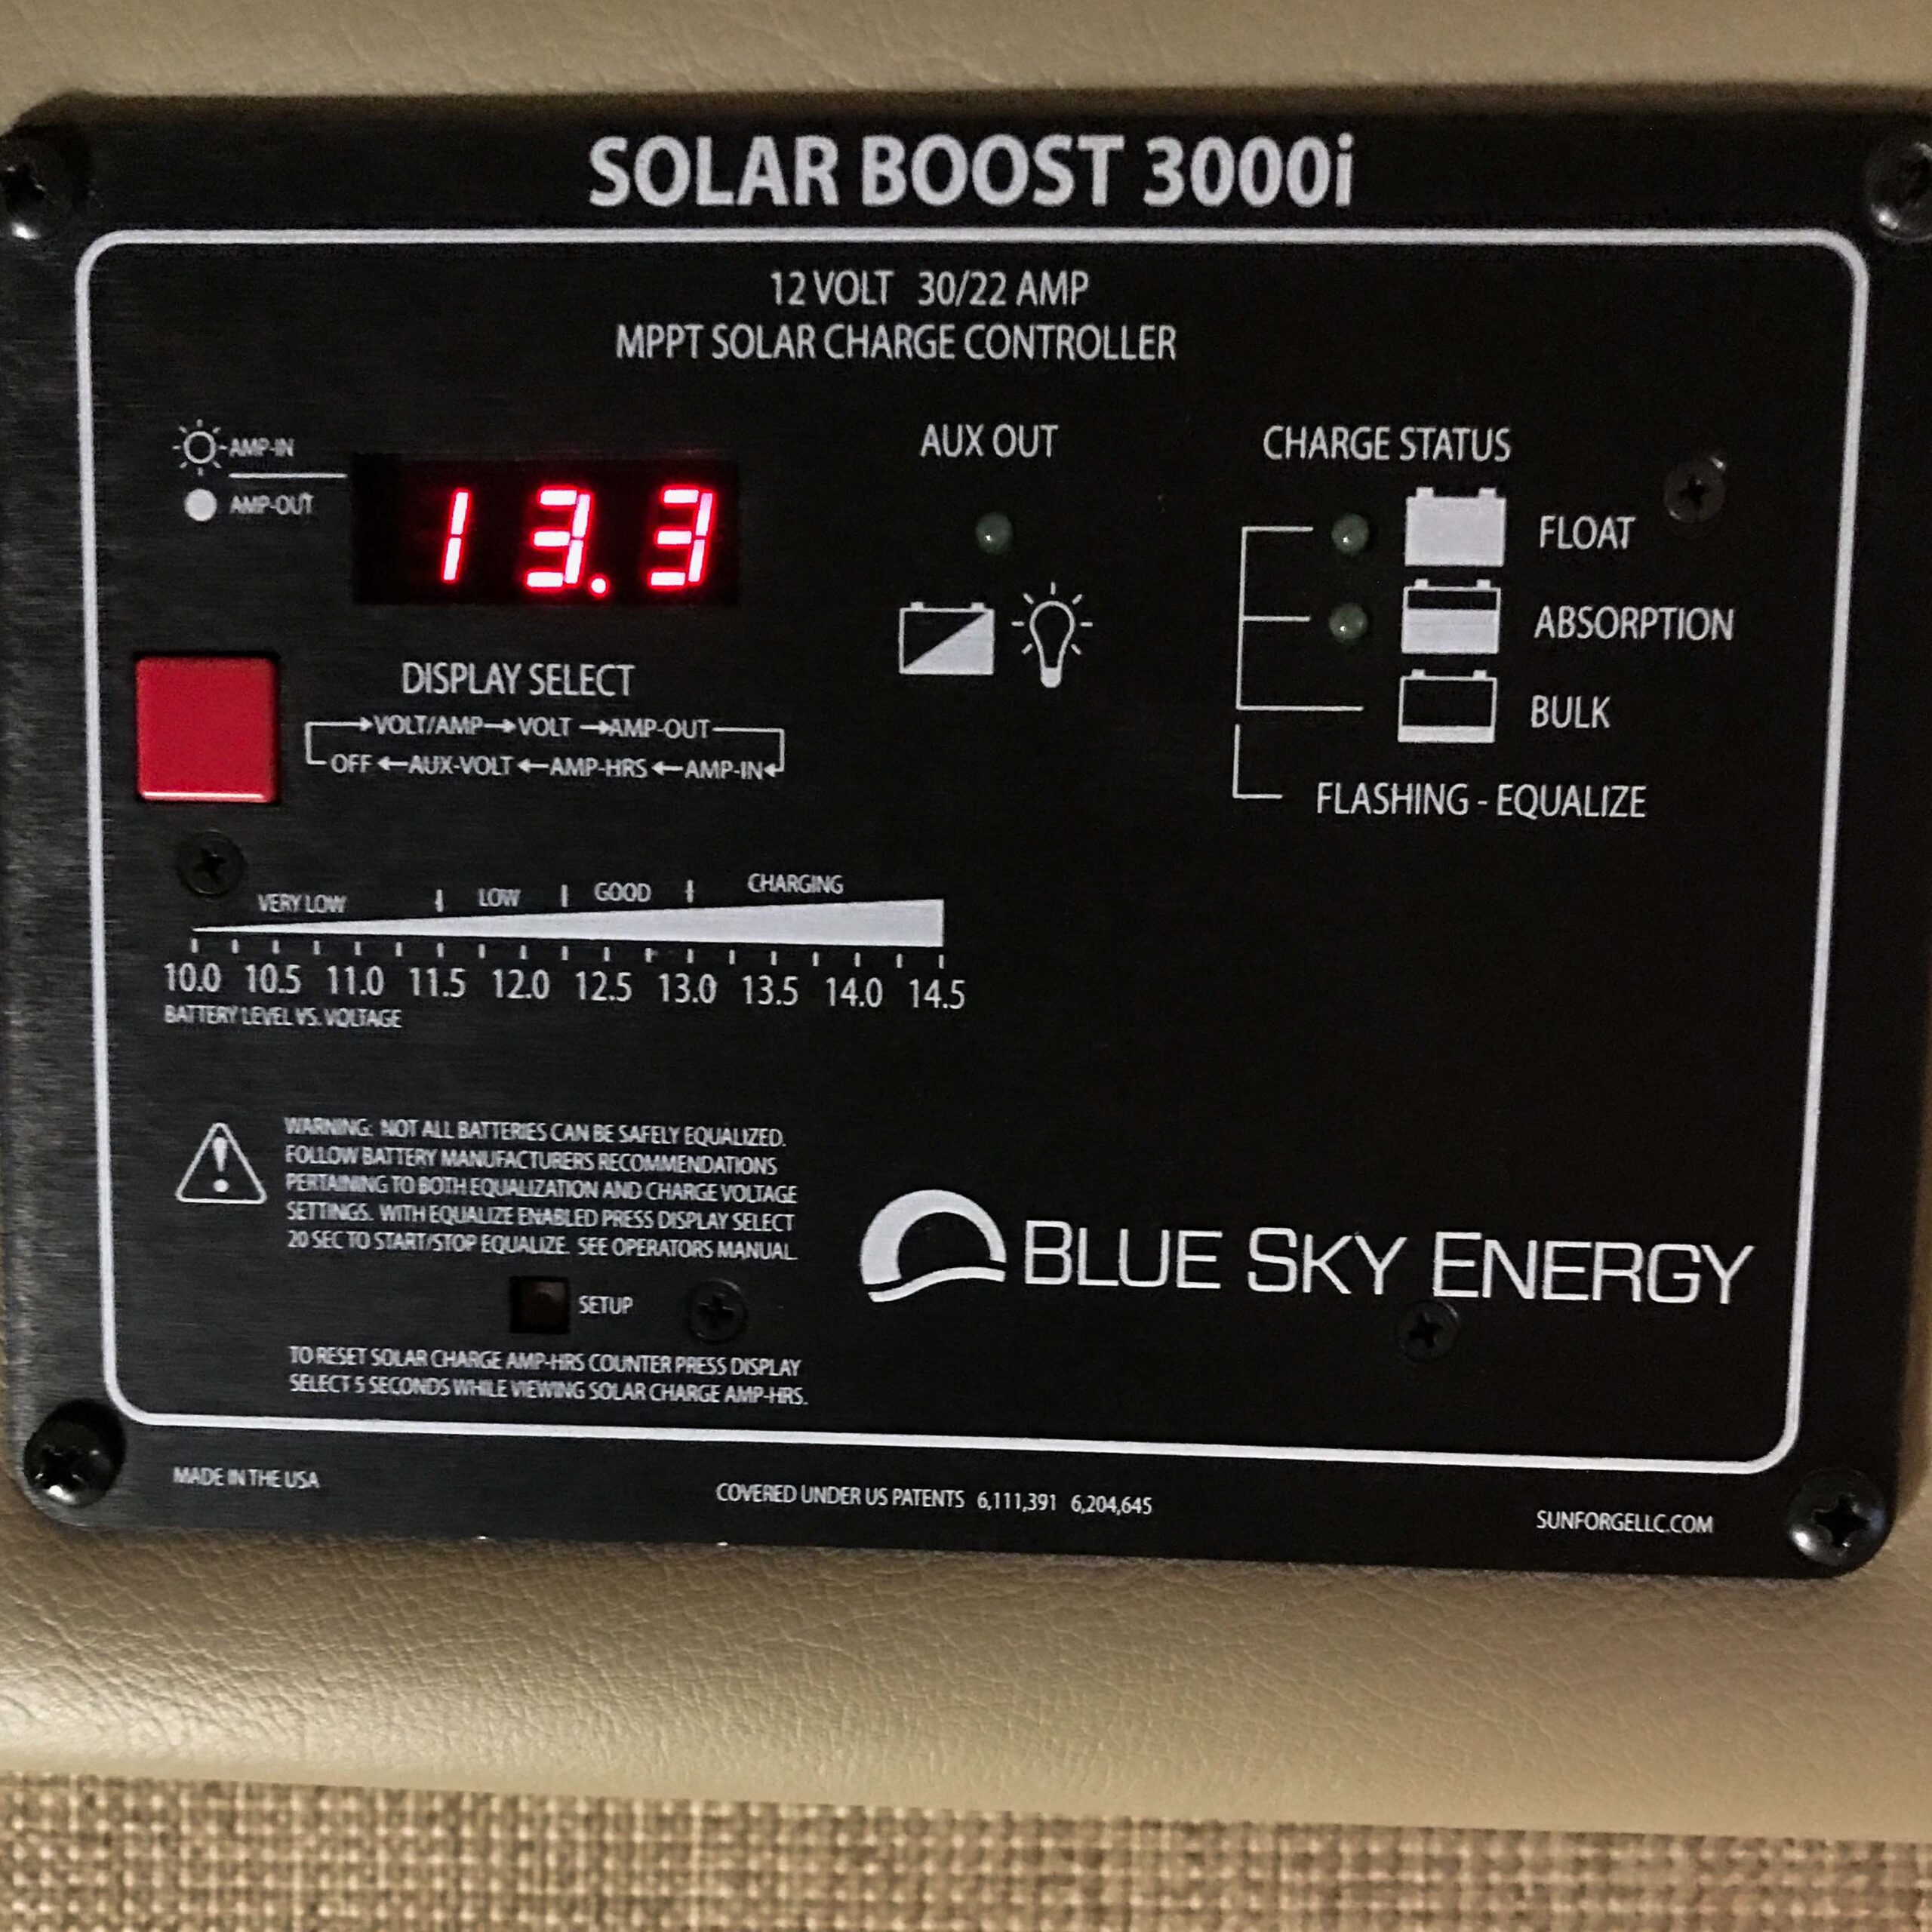 SOLAR BOOST 3000i
12 VOLT 30/22 AMP
MPPT SOLAR CHARGE CONTROLLER
AMP-IN
AMP-OUT
13.3
AUX OUT
CHARGE STATUS
FLOAT
ABSORPTION
BULK
FLASHING - EQUALIZE
DISPLAY SELECT
VOLT/AMP→VOLT→AMP-OUT
OFF←AUX-VOLT←AMP-HRS←AMP-IN
VERY LOW LOW GOOD CHARGING
10.0 10.5 11.0 11.5 12.0 12.5 13.0 13.5 14.0 14.5
BATTERY LEVEL VS. VOLTAGE
WARNING: NOT ALL BATTERIES CAN BE SAFELY EQUALIZED.
FOLLOW BATTERY MANUFACTURERS RECOMMENDATIONS
PERTAINING TO BOTH EQUALIZATION AND CHARGE VOLTAGE
SETTINGS. WITH EQUALIZE ENABLED PRESS DISPLAY SELECT
20 SEC TO START/STOP EQUALIZE. SEE OPERATORS MANUAL.
SETUP
TO RESET SOLAR CHARGE AMP-HRS COUNTER PRESS DISPLAY
SELECT 5 SECONDS WHILE VIEWING SOLAR CHARGE AMP-HRS.
BLUE SKY ENERGY
MADE IN THE USA
COVERED UNDER US PATENTS 6,111,391 6,204,645
SUNFORGELLC.COM